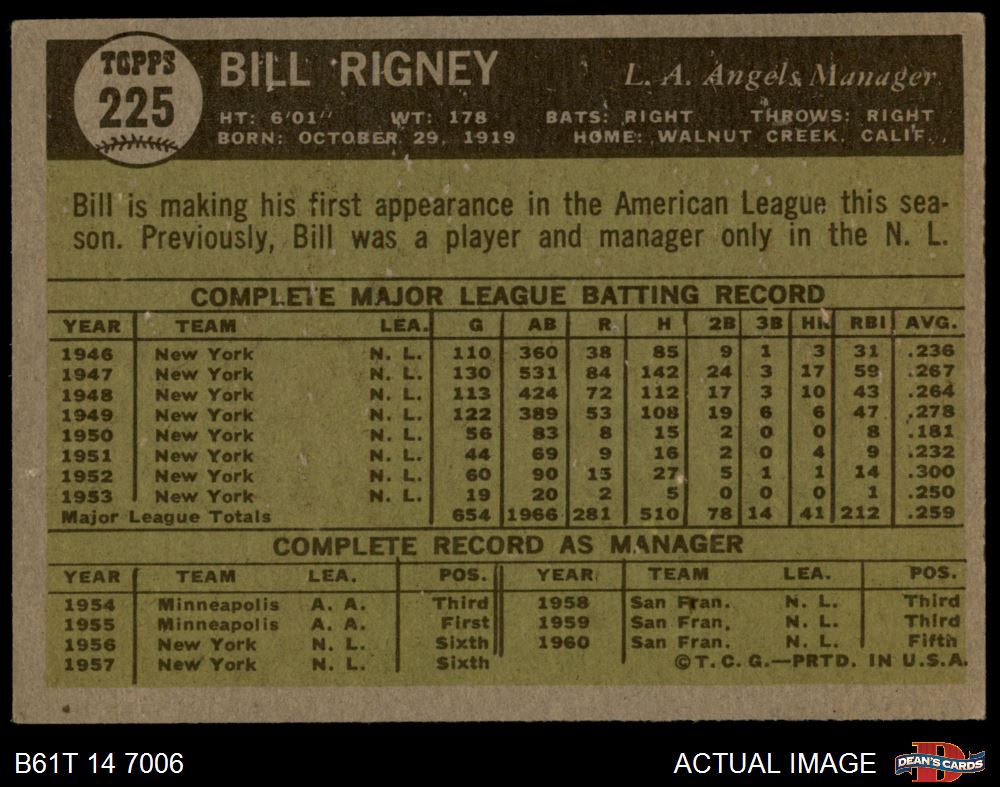 TOPPS
225
BILL RIGNEY
L. A. Angels Manager
HT: 6'01" WT: 178 BATS: RIGHT THROWS: RIGHT
BORN: OCTOBER 29, 1919 HOME: WALNUT CREEK, CALIF.
Bill is making his first appearance in the American League this sea-
son. Previously, Bill was a player and manager only in the N. L.
COMPLETE MAJOR LEAGUE BATTING RECORD
YEAR TEAM LEA. G AB R H 2B 3B HR RBI AVG.
1946 New York N. L. 110 360 38 85 9 1 3 31 .236
1947 New York N. L. 130 531 84 142 24 3 17 59 .267
1948 New York N. L. 113 424 72 112 17 3 10 43 .264
1949 New York N. L. 122 389 53 108 19 6 6 47 .278
1950 New York N. L. 56 83 8 15 2 0 0 8 .181
1951 New York N. L. 44 69 9 16 2 0 4 9 .232
1952 New York N. L. 60 90 15 27 5 1 1 14 .300
1953 New York N. L. 19 20 2 5 0 0 0 1 .250
Major League Totals 654 1966 281 510 78 14 41 212 .259
COMPLETE RECORD AS MANAGER
YEAR TEAM LEA. POS. YEAR TEAM LEA. POS.
1954 Minneapolis A. A. Third 1958 San Fran. N. L. Third
1955 Minneapolis A. A. First 1959 San Fran. N. L. Third
1956 New York N. L. Sixth 1960 San Fran. N. L. Fifth
1957 New York N. L. Sixth ©T. C. G.—PRTD. IN U.S.A.
B61T 14 7006 ACTUAL IMAGE DEAN'S CARDS